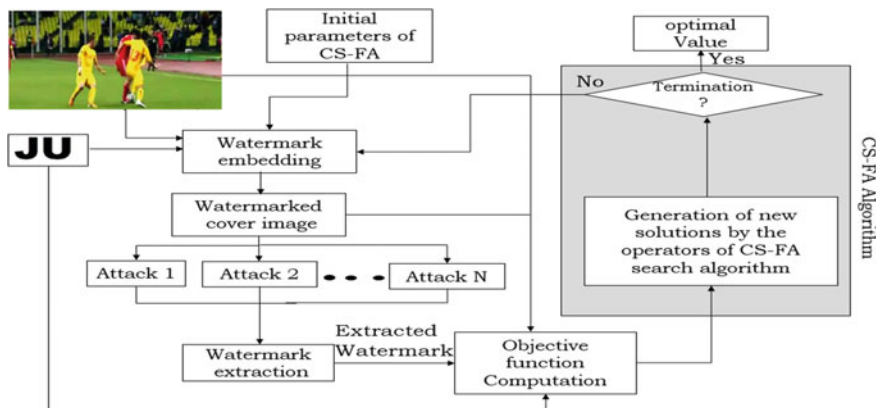 Initial
parameters of
CS-FA
optimal
Value
Yes
No
Termination
?
JU
Watermark
embedding
Watermarked
cover image
Generation of new
solutions by the
operators of CS-FA
search algorithm
CS-FA Algorithm
Attack 1
Attack 2
Attack N
Extracted
Watermark
Watermark
extraction
Objective
function
Computation